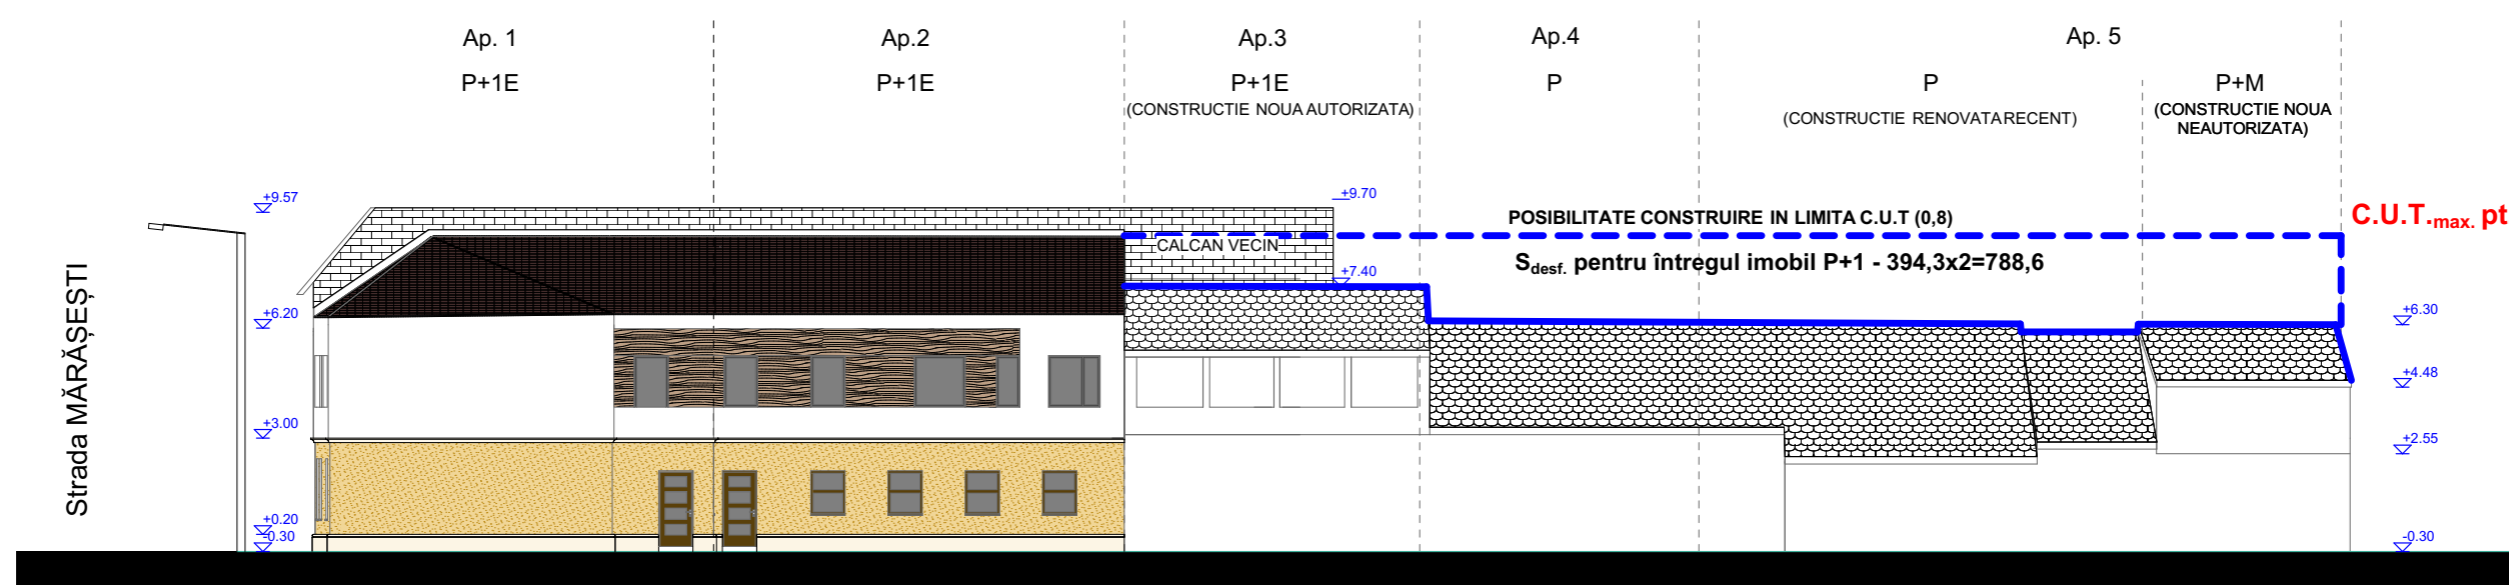 Ap. 1
Ap.2
Ap.3
Ap.4
Ap. 5
P+1E
P+1E
P+1E
P
P
P+M
(CONSTRUCTIE NOUA AUTORIZATA)
(CONSTRUCTIE RENOVATA RECENT)
(CONSTRUCTIE NOUA
NEAUTORIZATA)
+9.57
+9.70
POSIBILITATE CONSTRUIRE IN LIMITA C.U.T (0,8)
C.U.T.max. pt
CALCAN VECIN
Sdesf. pentru întregul imobil P+1 - 394,3x2=788,6
+7.40
+6.20
+6.30
+4.48
+3.00
+2.55
+0.20
-0.30
-0.30
Strada MĂRĂȘEȘTI